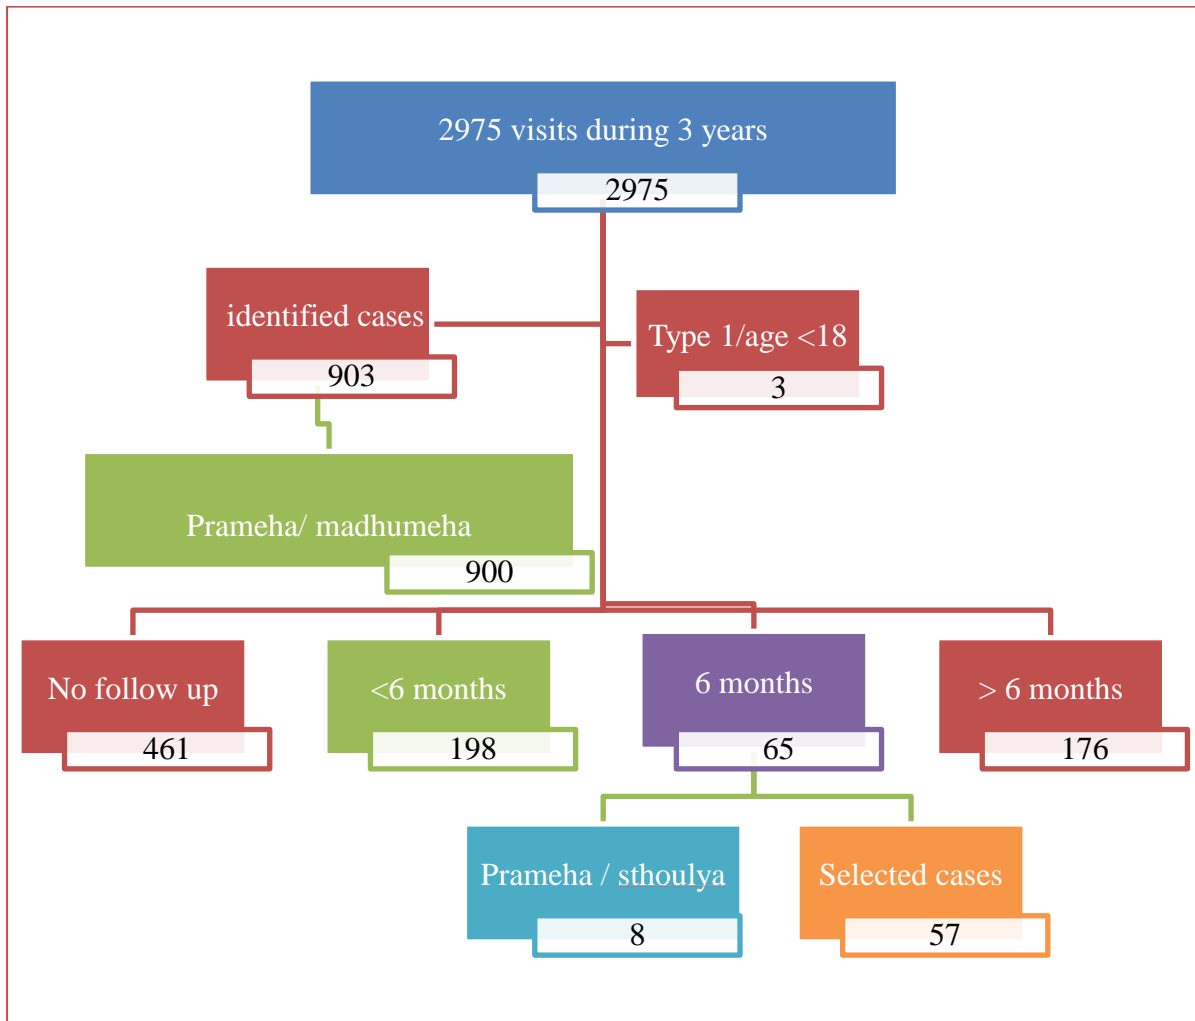 2975 visits during 3 years
2975
identified cases
903
Type 1/age <18
3
Prameha/ madhumeha
900
No follow up
461
<6 months
198
6 months
65
> 6 months
176
Prameha / sthoulya
8
Selected cases
57